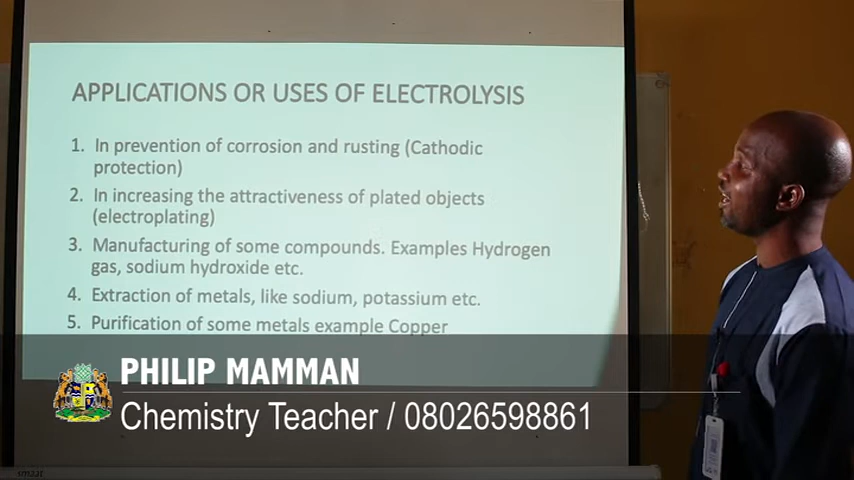 APPLICATIONS OR USES OF ELECTROLYSIS
1. In prevention of corrosion and rusting (Cathodic
protection)
2. In increasing the attractiveness of plated objects
(electroplating)
3. Manufacturing of some compounds. Examples Hydrogen
gas, sodium hydroxide etc.
4. Extraction of metals, like sodium, potassium etc.
5. Purification of some metals example Copper
PHILIP MAMMAN
Chemistry Teacher / 08026598861